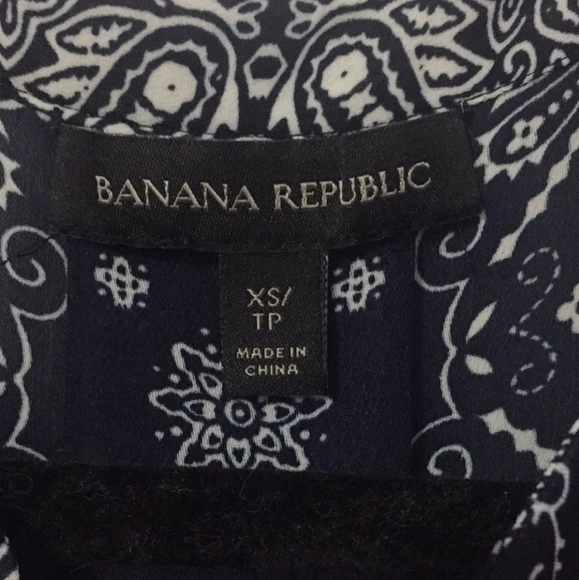 BANANA REPUBLIC
XS/
TP
MADE IN
CHINA